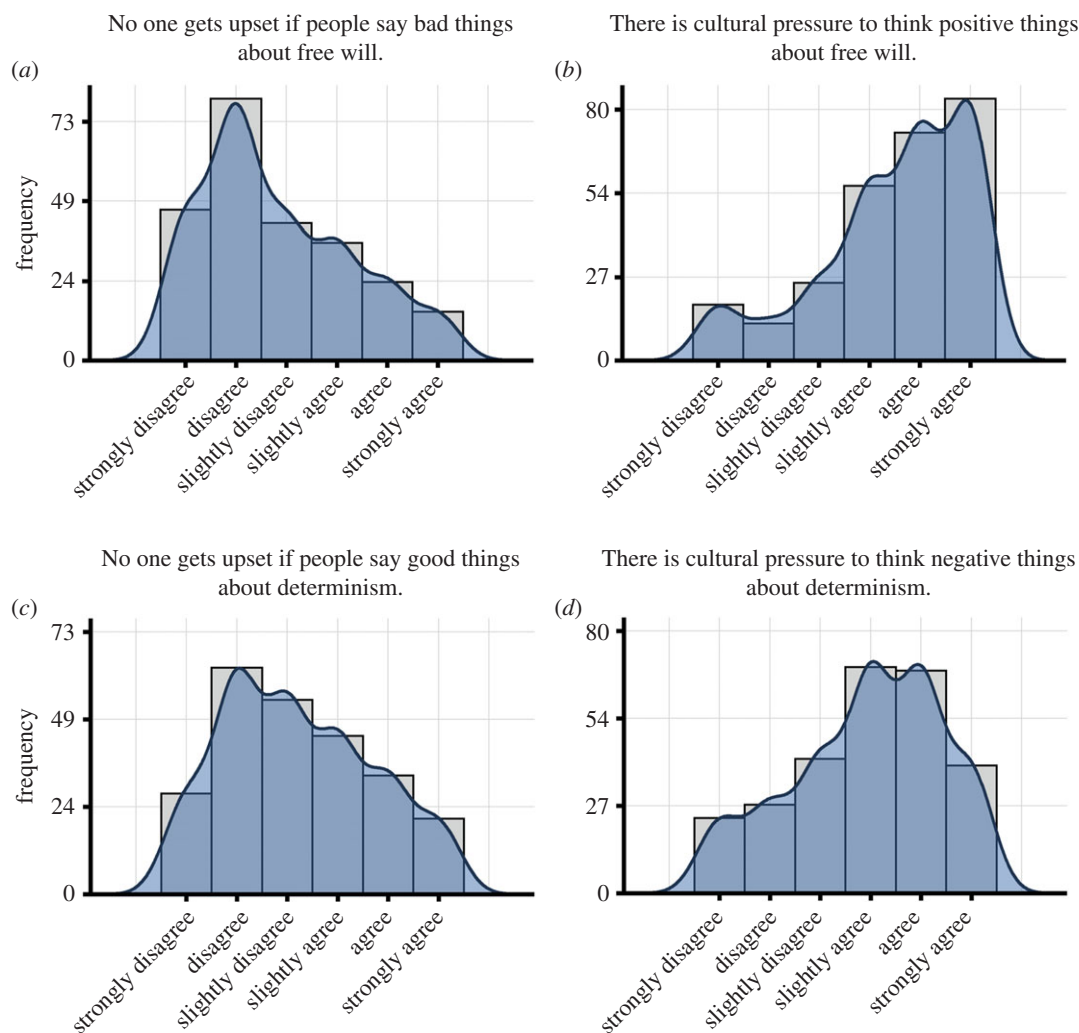 No one gets upset if people say bad things
about free will.
(a)
73
49
24
0
frequency
strongly disagree
disagree
slightly disagree
slightly agree
agree
strongly agree
There is cultural pressure to think positive things
about free will.
(b)
80
54
27
0
strongly disagree
disagree
slightly disagree
slightly agree
agree
strongly agree
No one gets upset if people say good things
about determinism.
(c)
73
49
24
0
frequency
strongly disagree
disagree
slightly disagree
slightly agree
agree
strongly agree
There is cultural pressure to think negative things
about determinism.
(d)
80
54
27
0
strongly disagree
disagree
slightly disagree
slightly agree
agree
strongly agree